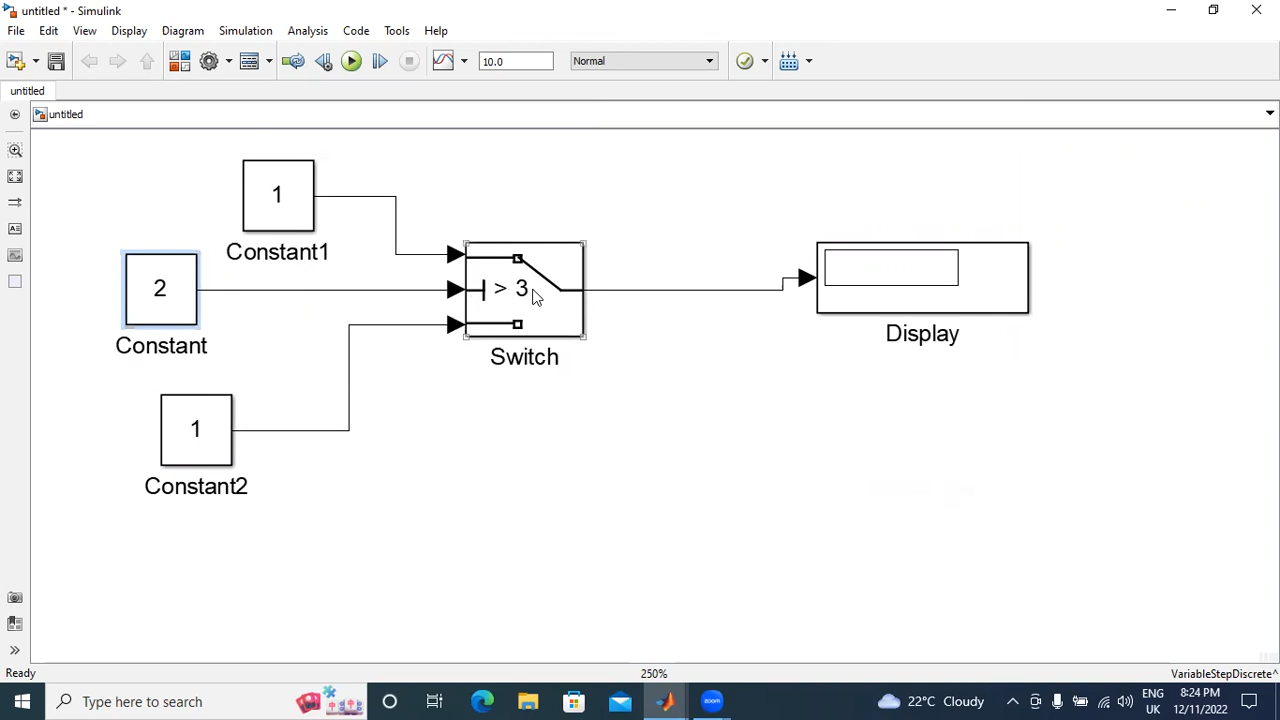 untitled * - Simulink
File Edit View Display Diagram Simulation Analysis Code Tools Help
10.0 Normal
untitled
untitled
1
Constant1
2
> 3
Constant
Switch
Display
1
Constant2
Ready 250% VariableStepDiscrete
Type here to search
zoom
22°C Cloudy
ENG
UK
8:24 PM
12/11/2022